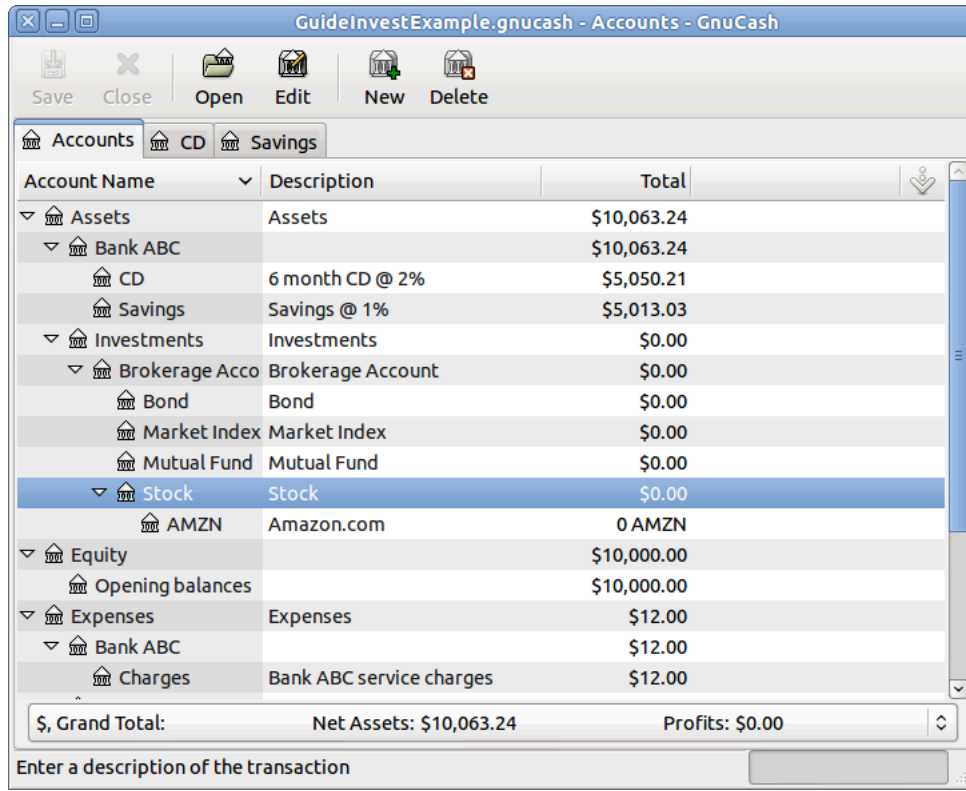 GuideInvestExample.gnucash - Accounts - GnuCash
Save Close Open Edit New Delete
Accounts CD Savings
Account Name Description Total
Assets Assets $10,063.24
Bank ABC $10,063.24
CD 6 month CD @ 2% $5,050.21
Savings Savings @ 1% $5,013.03
Investments Investments $0.00
Brokerage Acco Brokerage Account $0.00
Bond Bond $0.00
Market Index Market Index $0.00
Mutual Fund Mutual Fund $0.00
Stock Stock $0.00
AMZN Amazon.com 0 AMZN
Equity $10,000.00
Opening balances $10,000.00
Expenses Expenses $12.00
Bank ABC $12.00
Charges Bank ABC service charges $12.00
$, Grand Total: Net Assets: $10,063.24 Profits: $0.00
Enter a description of the transaction